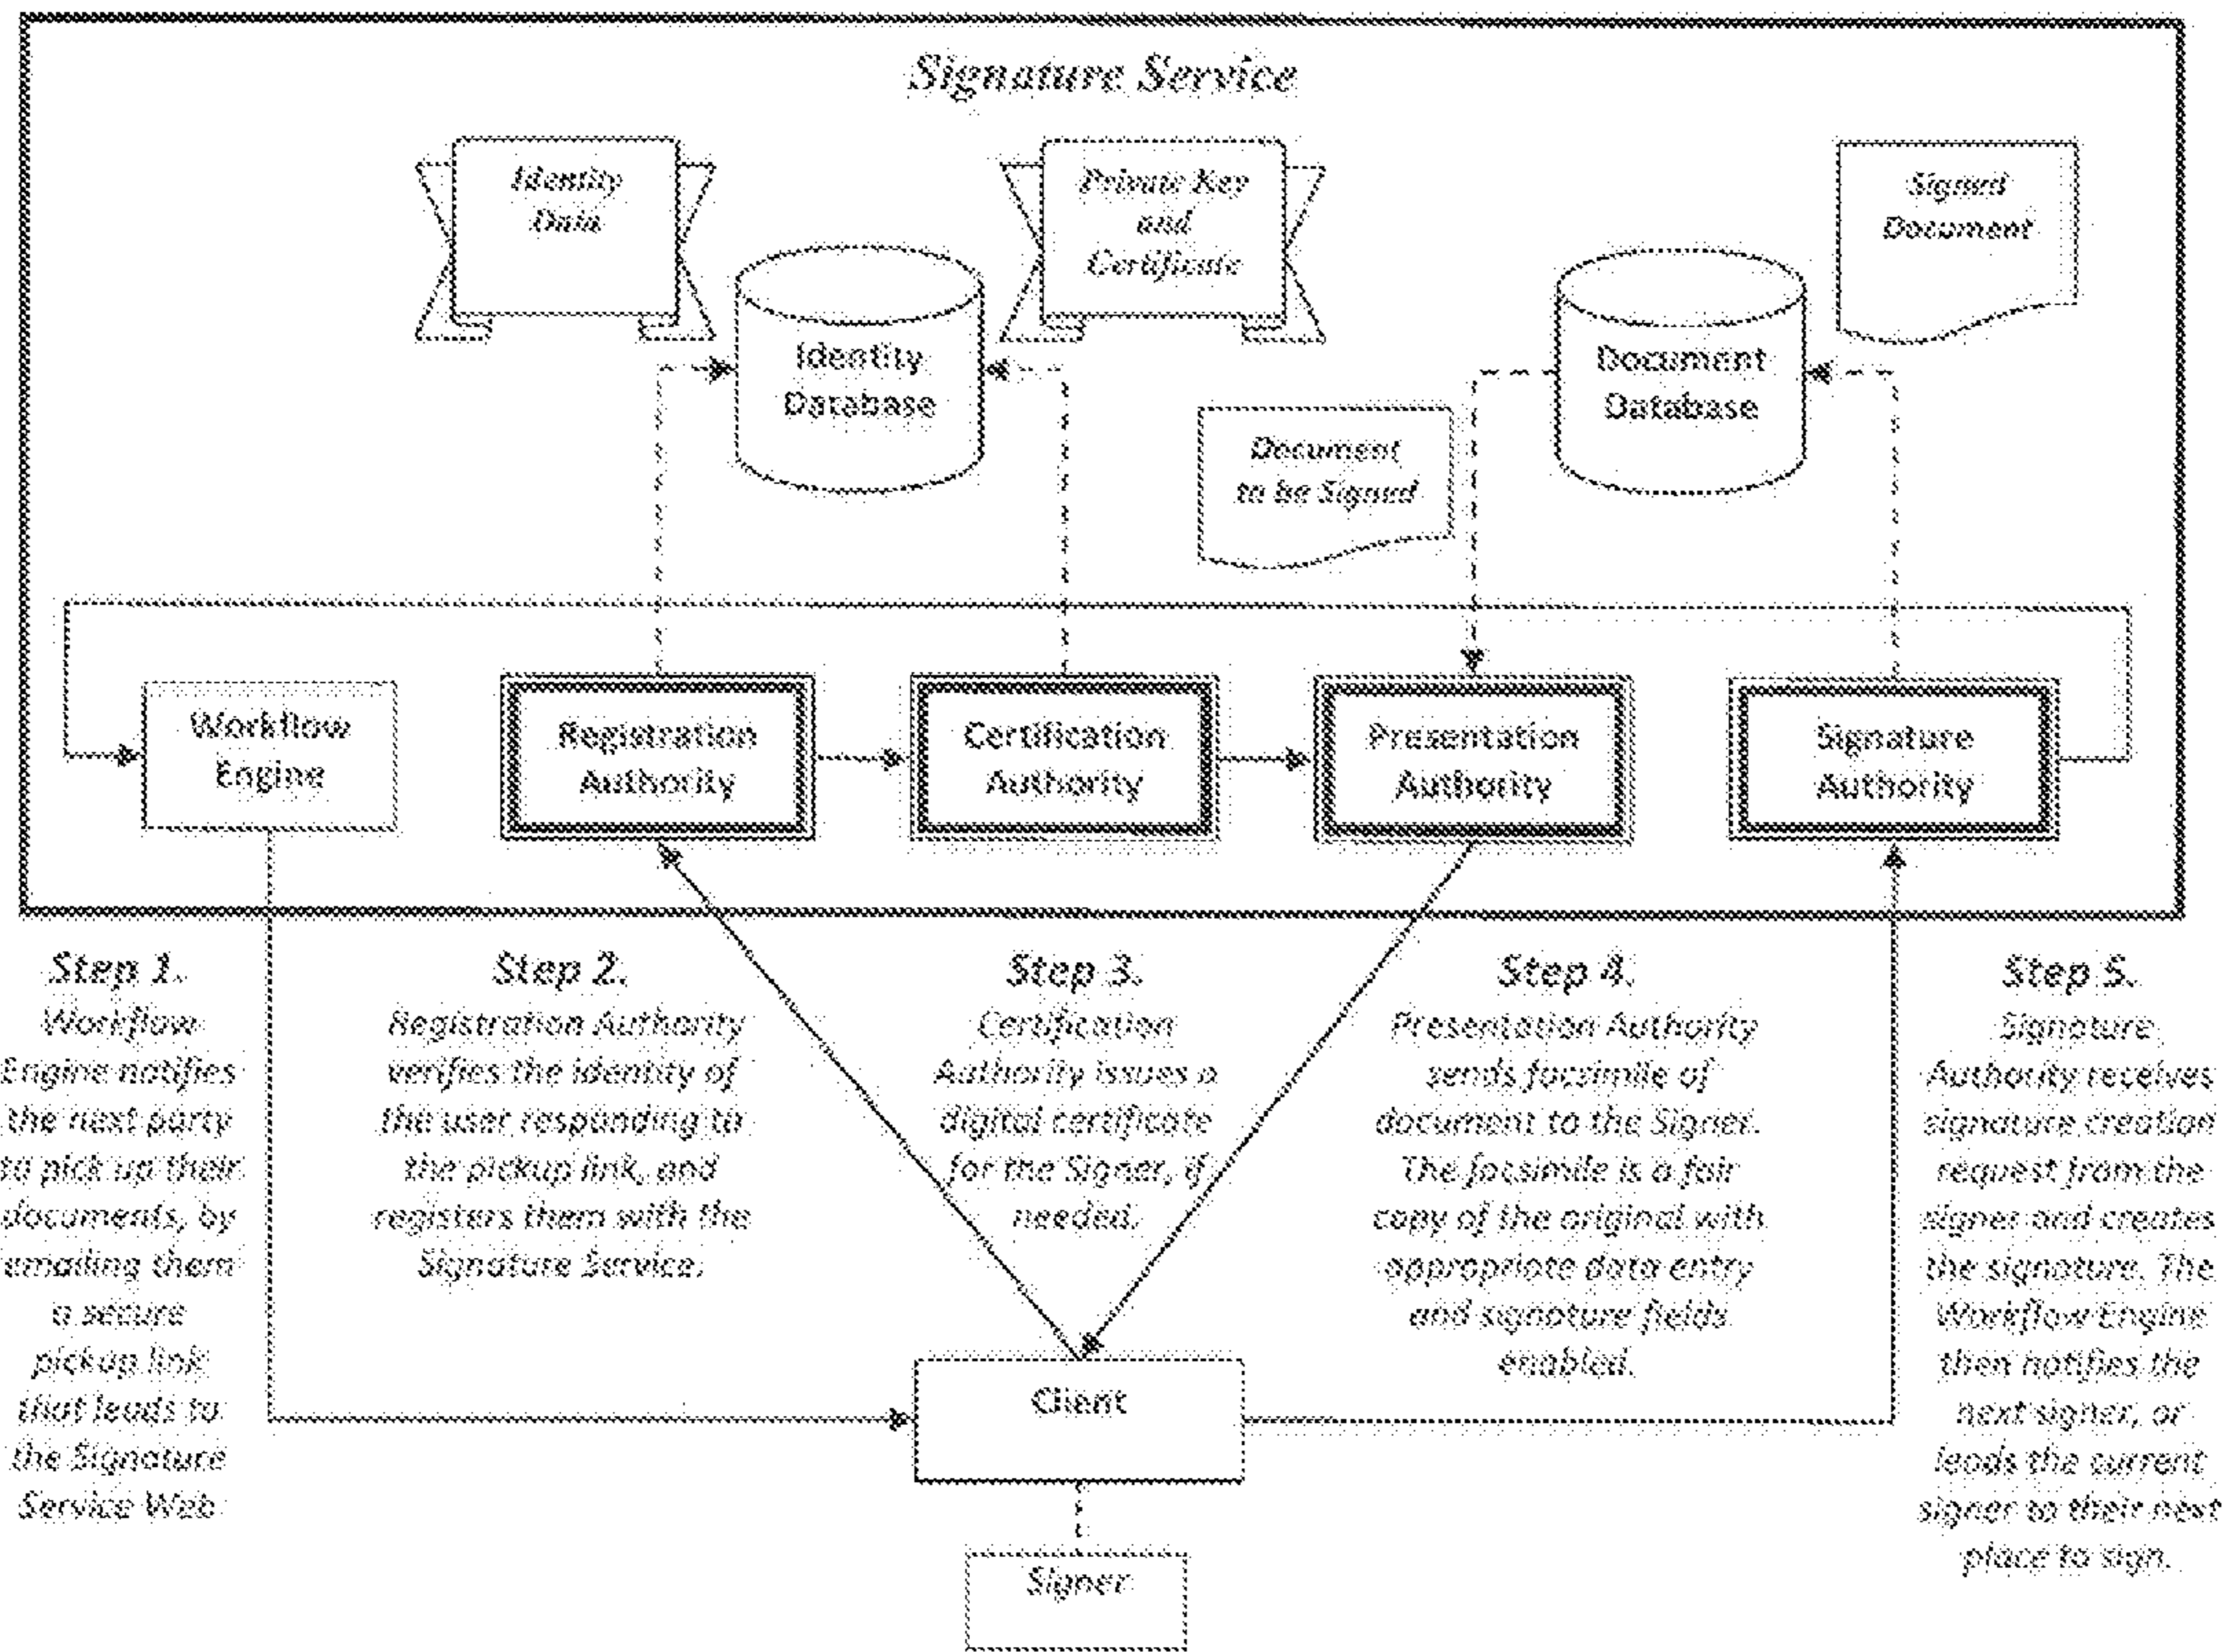 Signature Service
Identity
Data
Private Key
and
Certificate
Signed
Document
Identity
Database
Document
Database
Document
to be Signed
Workflow
Engine
Registration
Authority
Certification
Authority
Presentation
Authority
Signature
Authority
Step 1.
Workflow
Engine notifies
the next party
to pick up their
documents, by
emailing them
a secure
pickup link
that leads to
the Signature
Service Web
Step 2.
Registration Authority
verifies the identity of
the user responding to
the pickup link, and
registers them with the
Signature Service.
Step 3.
Certification
Authority issues a
digital certificate
for the Signer, if
needed.
Step 4.
Presentation Authority
sends facsimile of
document to the Signer.
The facsimile is a fair
copy of the original with
appropriate data entry
and signature fields
enabled.
Step 5.
Signature
Authority receives
signature creation
request from the
signer and creates
the signature. The
Workflow Engine
then notifies the
next signer, or
leads the current
signer to their next
place to sign.
Client
Signer